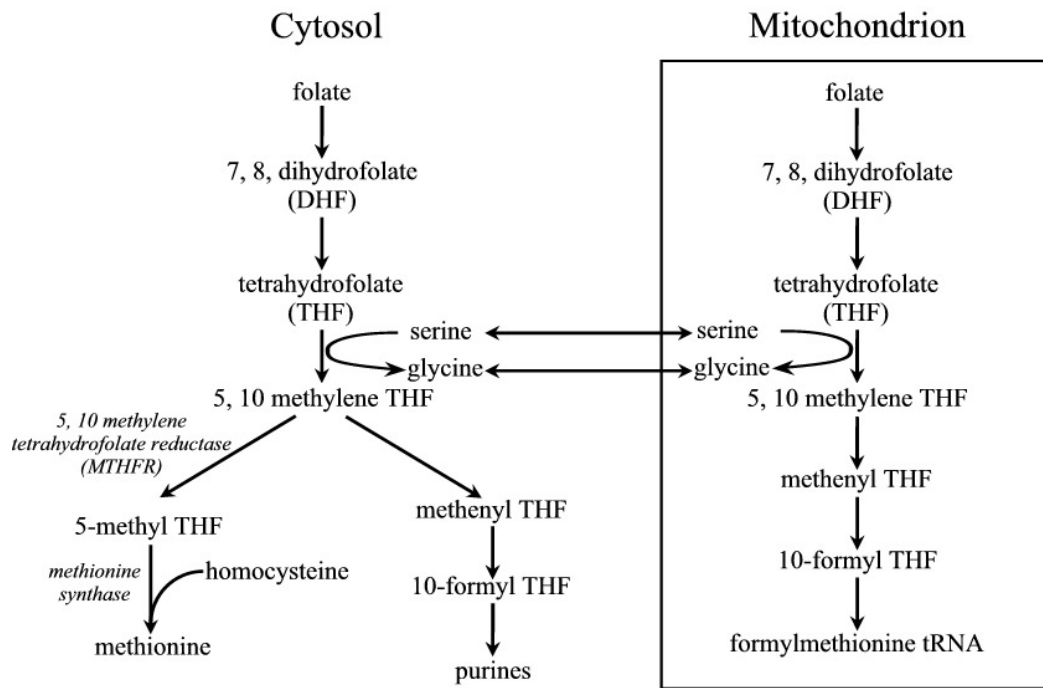 Cytosol
Mitochondrion
folate
folate
7, 8, dihydrofolate
(DHF)
7, 8, dihydrofolate
(DHF)
tetrahydrofolate
(THF)
tetrahydrofolate
(THF)
serine
serine
glycine
glycine
5, 10 methylene THF
5, 10 methylene THF
5, 10 methylene
tetrahydrofolate reductase
(MTHFR)
5-methyl THF
methenyl THF
methenyl THF
methionine
synthase
homocysteine
10-formyl THF
10-formyl THF
methionine
purines
formylmethionine tRNA